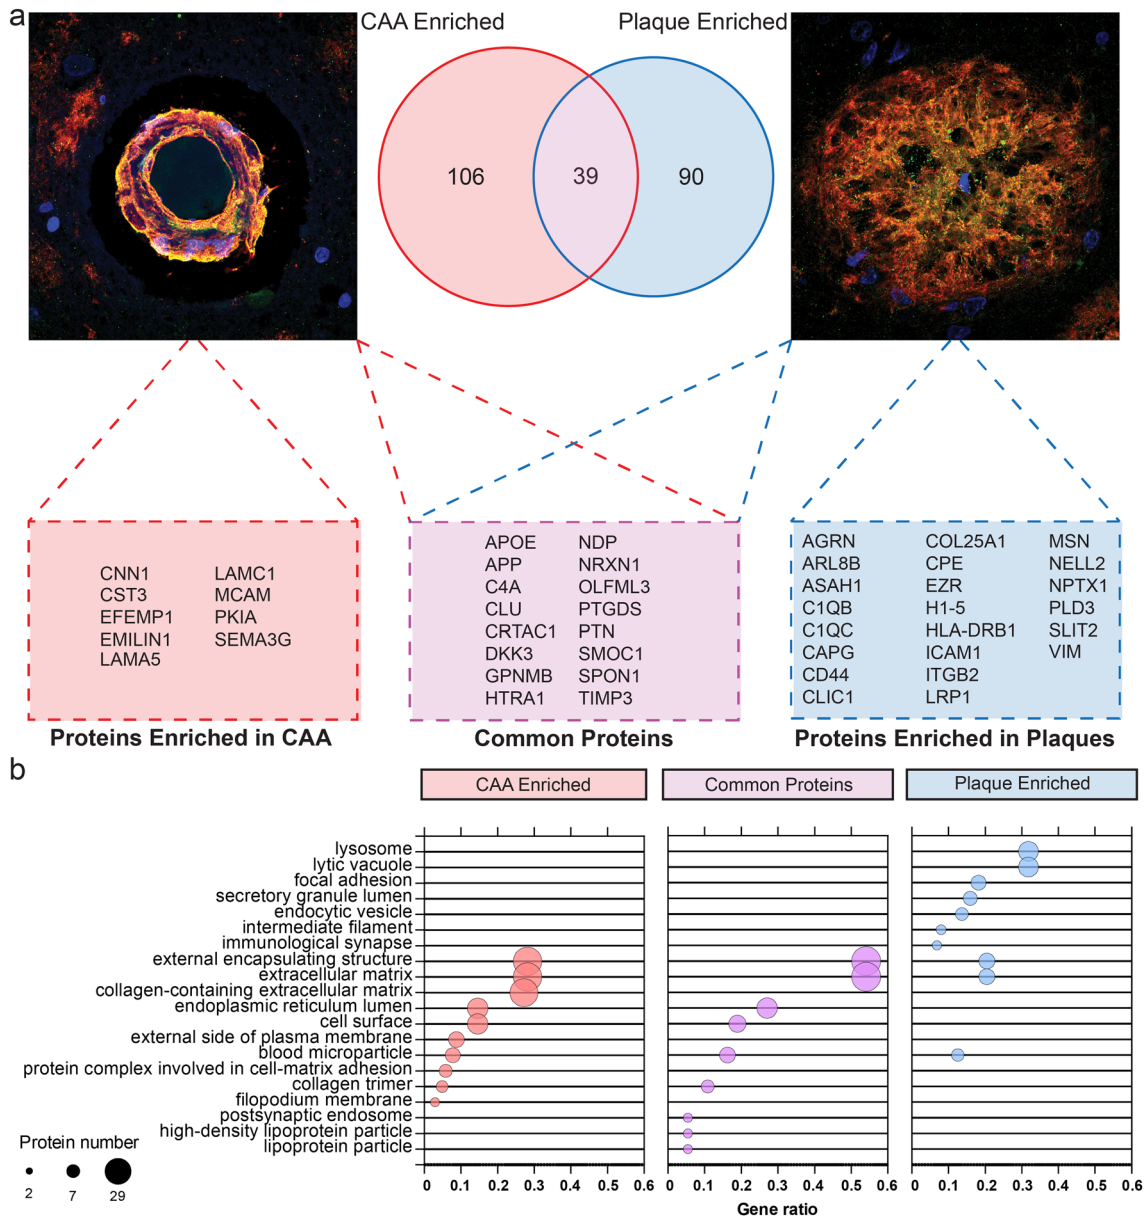 a
CAA Enriched
Plaque Enriched
106
39
90
CNN1
CST3
EFEMP1
EMILIN1
LAMA5
LAMC1
MCAM
PKIA
SEMA3G
Proteins Enriched in CAA
APOE
APP
C4A
CLU
CRTAC1
DKK3
GPNMB
HTRA1
NDP
NRXN1
OLFML3
PTGDS
PTN
SMOC1
SPON1
TIMP3
Common Proteins
AGRN
ARL8B
ASAH1
C1QB
C1QC
CAPG
CD44
CLIC1
COL25A1
CPE
EZR
H1-5
HLA-DRB1
ICAM1
ITGB2
LRP1
MSN
NELL2
NPTX1
PLD3
SLIT2
VIM
Proteins Enriched in Plaques
b
CAA Enriched
Common Proteins
Plaque Enriched
lysosome
lytic vacuole
focal adhesion
secretory granule lumen
endocytic vesicle
intermediate filament
immunological synapse
external encapsulating structure
extracellular matrix
collagen-containing extracellular matrix
endoplasmic reticulum lumen
cell surface
external side of plasma membrane
blood microparticle
protein complex involved in cell-matrix adhesion
collagen trimer
filopodium membrane
postsynaptic endosome
high-density lipoprotein particle
lipoprotein particle
Protein number
2 7 29
0 0.1 0.2 0.3 0.4 0.5 0.6
0 0.1 0.2 0.3 0.4 0.5 0.6
0 0.1 0.2 0.3 0.4 0.5 0.6
Gene ratio